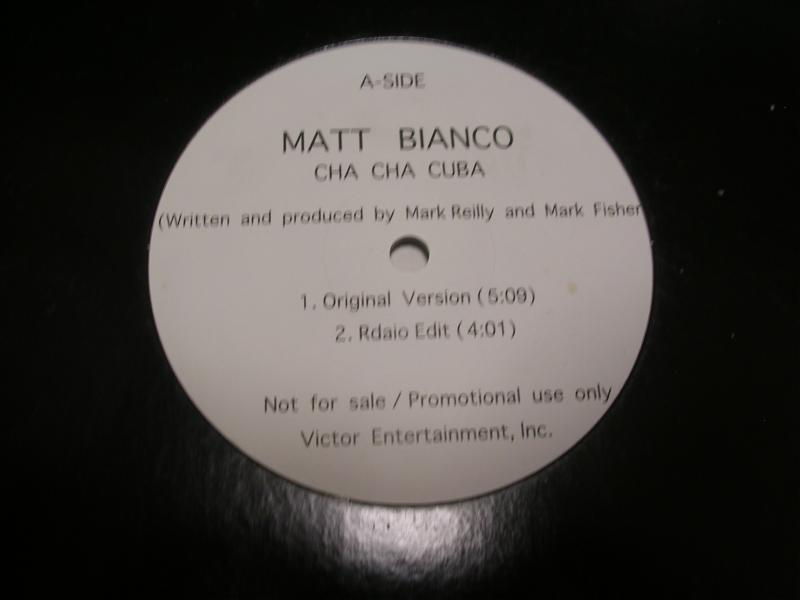 A-SIDE
MATT BIANCO
CHA CHA CUBA
(Written and produced by Mark Reilly and Mark Fisher
1. Original Version (5:09)
2. Rdaio Edit (4:01)
Not for sale / Promotional use only
Victor Entertainment, Inc.